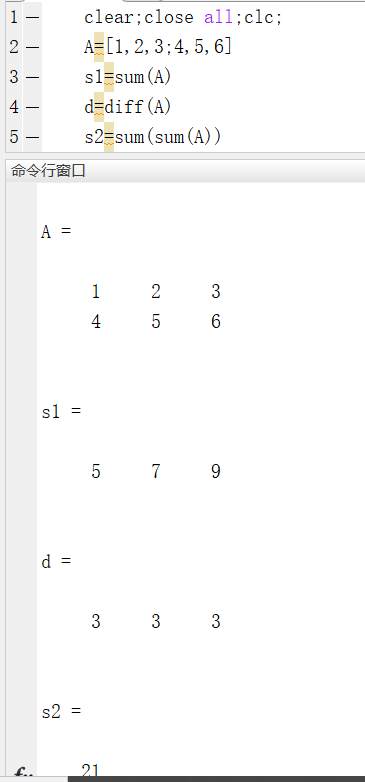 1 — clear;close all;clc;
2 — A=[1,2,3;4,5,6]
3 — s1=sum(A)
4 — d=diff(A)
5 — s2=sum(sum(A))
命令行窗口
A =
1 2 3
4 5 6
s1 =
5 7 9
d =
3 3 3
s2 =
fx 21